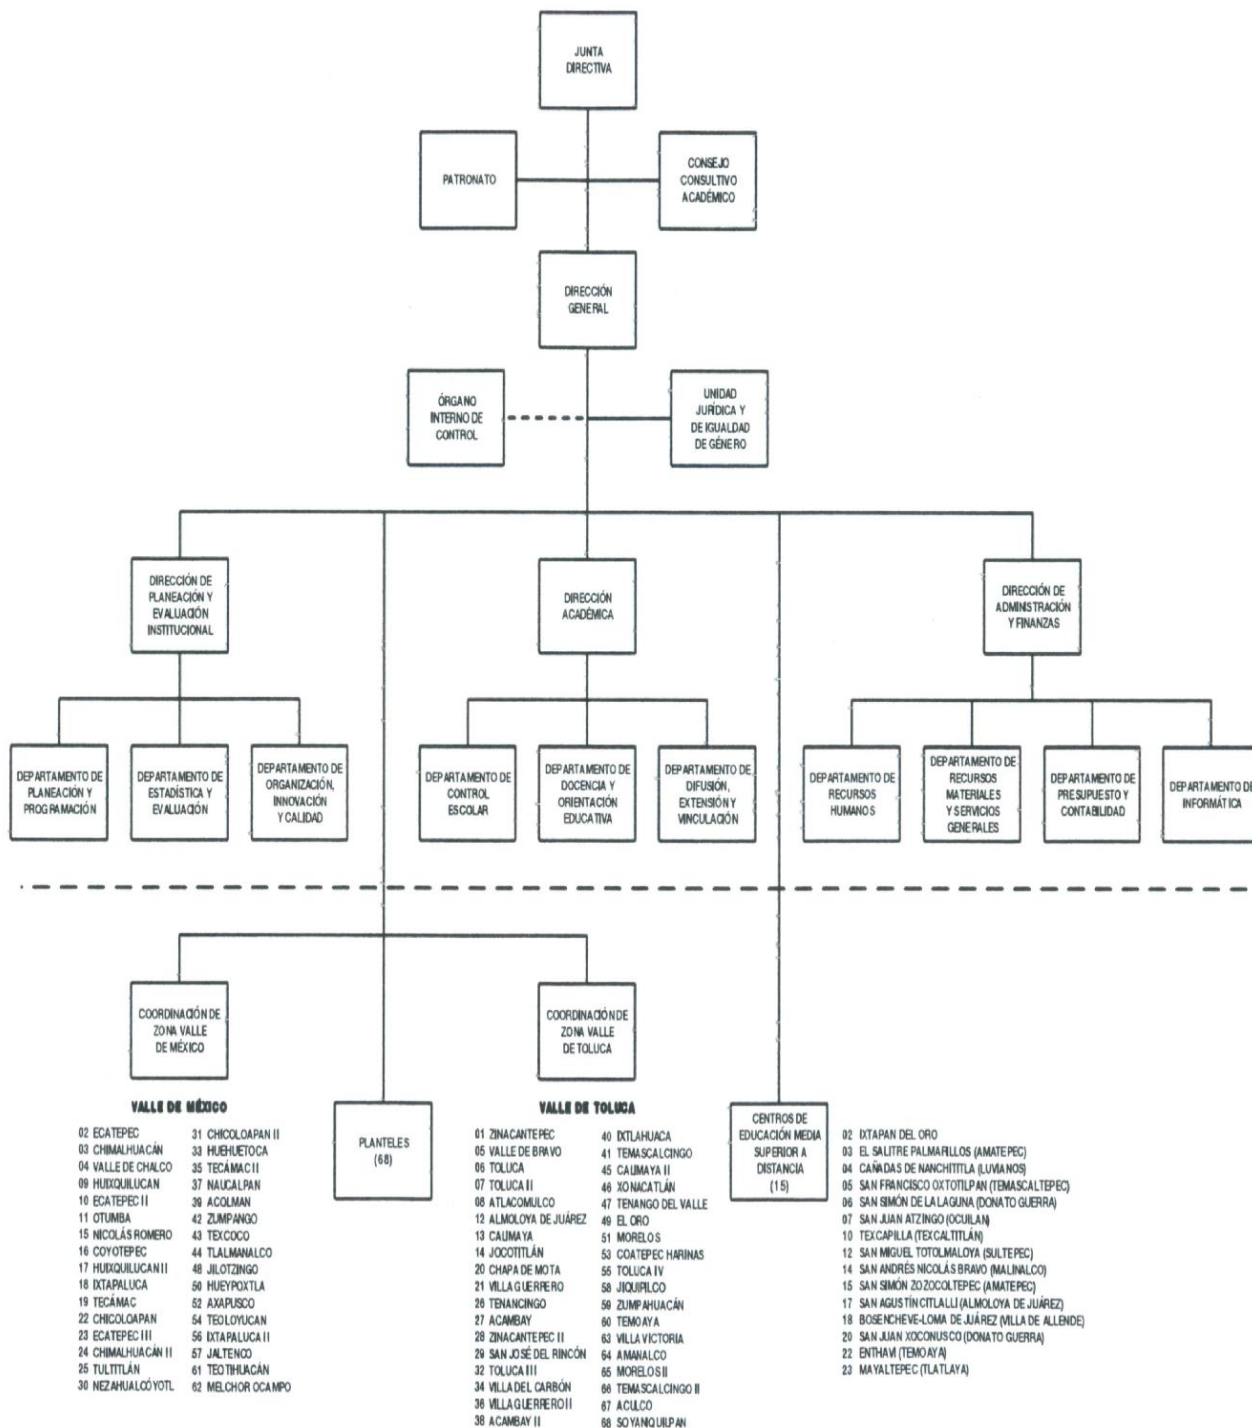 JUNTA
DIRECTIVA
PATRONATO
CONSEJO
CONSULTIVO
ACADÉMICO
DIRECCIÓN
GENERAL
ÓRGANO
INTERNO DE
CONTROL
UNIDAD
JURÍDICA Y
DE IGUALDAD
DE GÉNERO
DIRECCIÓN DE
PLANEACIÓN Y
EVALUACIÓN
INSTITUCIONAL
DIRECCIÓN
ACADÉMICA
DIRECCIÓN DE
ADMINISTRACIÓN
Y FINANZAS
DEPARTAMENTO DE
PLANEACIÓN Y
PROGRAMACIÓN
DEPARTAMENTO DE
ESTADÍSTICA Y
EVALUACIÓN
DEPARTAMENTO DE
ORGANIZACIÓN,
INNOVACIÓN
Y CALIDAD
DEPARTAMENTO DE
CONTROL
ESCOLAR
DEPARTAMENTO DE
DOCENCIA Y
ORIENTACIÓN
EDUCATIVA
DEPARTAMENTO DE
DIFUSIÓN,
EXTENSIÓN Y
VINCULACIÓN
DEPARTAMENTO DE
RECURSOS
HUMANOS
DEPARTAMENTO DE
RECURSOS
MATERIALES
Y SERVICIOS
GENERALES
DEPARTAMENTO DE
PRESUPUESTO Y
CONTABILIDAD
DEPARTAMENTO DE
INFORMÁTICA
COORDINACIÓN DE
ZONA VALLE
DE MÉXICO
COORDINACIÓN DE
ZONA VALLE
DE TOLUCA
VALLE DE MÉXICO
02 ECATEPEC
03 CHIMALHUACÁN
04 VALLE DE CHALCO
09 HUIXQUILUCAN
10 ECATEPEC II
11 OTUMBA
15 NICOLÁS ROMERO
16 COYOTEPEC
17 HUIXQUILUCAN II
18 IXTAPALUCA
19 TECÁMAC
22 CHICOLOAPAN
23 ECATEPEC III
24 CHIMALHUACÁN II
25 TULTITLÁN
30 NEZAHUALCÓYOTL
31 CHICOLOAPAN II
33 HUEHUETOCA
35 TECÁMAC II
37 NAUCALPAN
39 ACOLMAN
42 ZUMPANGO
43 TEXCOCO
44 TLALMANALCO
48 JILOTZINGO
50 HUEYPOXTLA
52 AXAPUSCO
54 TEOLOYUCAN
56 IXTAPALUCA II
57 JALTENCO
61 TEOTIHUACÁN
62 MELCHOR OCAMPO
PLANTELES
(68)
VALLE DE TOLUCA
01 ZINACANTEPEC
05 VALLE DE BRAVO
06 TOLUCA
07 TOLUCA II
08 ATLACOMULCO
12 ALMOLOYA DE JUÁREZ
13 CALIMAYA
14 JOCOTITLÁN
20 CHAPA DE MOTA
21 VILLA GUERRERO
26 TENANCINGO
27 ACAMBAY
28 ZINACANTEPEC II
29 SAN JOSÉ DEL RINCÓN
32 TOLUCA III
34 VILLA DEL CARBÓN
36 VILLA GUERRERO II
38 ACAMBAY II
40 IXTLAHUACA
41 TEMASCALCINGO
45 CALIMAYA II
46 XONACATLÁN
47 TENANGO DEL VALLE
49 EL ORO
51 MORELOS
53 COATEPEC HARINAS
55 TOLUCA IV
58 JIQUIPILCO
59 ZUMPAHUACÁN
60 TEMOAYA
63 VILLA VICTORIA
64 AMANALCO
65 MORELOS II
66 TEMASCALCINGO II
67 ACULCO
68 SOYANIQUILPAN
CENTROS DE
EDUCACIÓN MEDIA
SUPERIOR A
DISTANCIA
(15)
02 IXTAPAN DEL ORO
03 EL SALITRE PALMARILLOS (AMATEPEC)
04 CAÑADAS DE NANCHITITLA (LUVIANOS)
05 SAN FRANCISCO OXTOTILPAN (TEMASCALTEPEC)
06 SAN SIMÓN DE LA LAGUNA (DONATO GUERRA)
07 SAN JUAN ATZINGO (OCUILAN)
10 TEXCAPILLA (TEXCALTITLÁN)
12 SAN MIGUEL TOTOLMALOYA (SULTEPEC)
14 SAN ANDRÉS NICOLÁS BRAVO (MALINALCO)
15 SAN SIMÓN ZOZOCOLTEPEC (AMATEPEC)
17 SAN AGUSTÍN CITLALLI (ALMOLOYA DE JUÁREZ)
18 BOSENCHEVE-LOMA DE JUÁREZ (VILLA DE ALLENDE)
20 SAN JUAN XOCONUSCO (DONATO GUERRA)
22 ENTHAVI (TEMOAYA)
23 MAYALTEPEC (TLATLAYA)